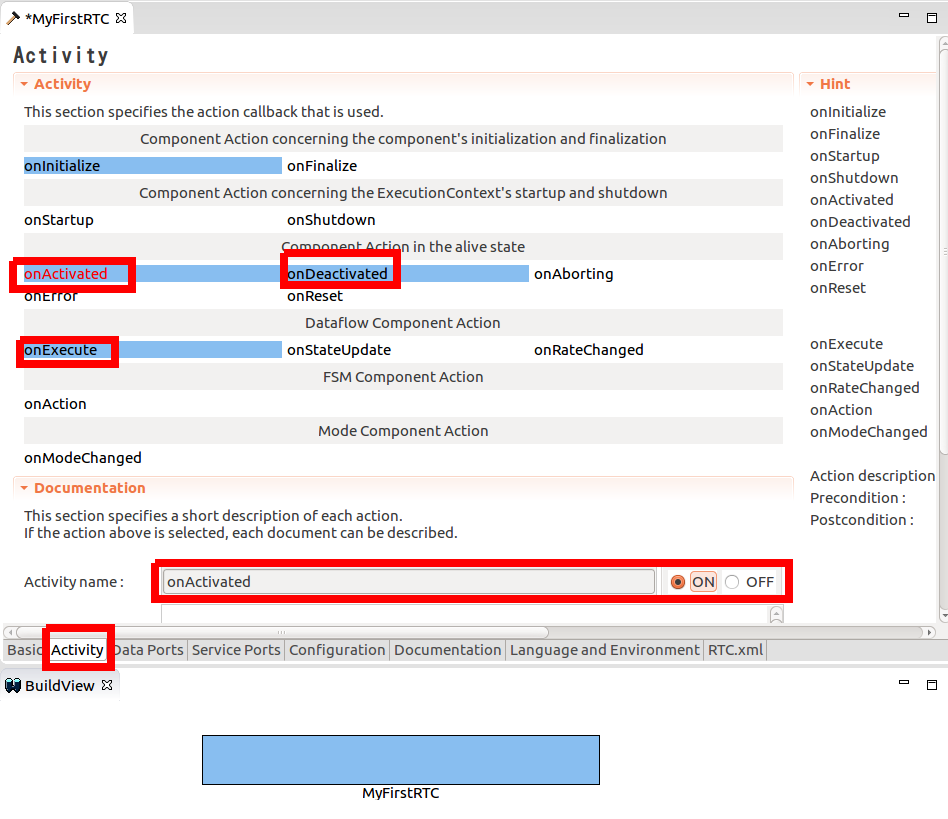 *MyFirstRTC
Activity
Activity
This section specifies the action callback that is used.
Component Action concerning the component's initialization and finalization
onInitialize onFinalize
Component Action concerning the ExecutionContext's startup and shutdown
onStartup onShutdown
Component Action in the alive state
onActivated onDeactivated onAborting
onError onReset
Dataflow Component Action
onExecute onStateUpdate onRateChanged
FSM Component Action
onAction
Mode Component Action
onModeChanged
Documentation
This section specifies a short description of each action.
If the action above is selected, each document can be described.
Activity name : onActivated ON OFF
Hint
onInitialize
onFinalize
onStartup
onShutdown
onActivated
onDeactivated
onAborting
onError
onReset
onExecute
onStateUpdate
onRateChanged
onAction
onModeChanged
Action description
Precondition :
Postcondition :
Basic Activity Data Ports Service Ports Configuration Documentation Language and Environment RTC.xml
BuildView
MyFirstRTC